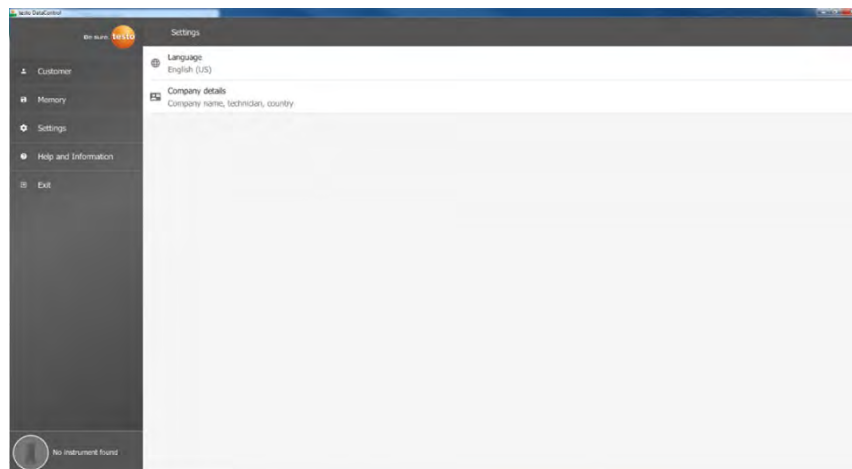 testo DataControl
Be sure. testo
Settings
Customer
Memory
Settings
Help and Information
Exit
Language
English (US)
Company details
Company name, technician, country
No instrument found